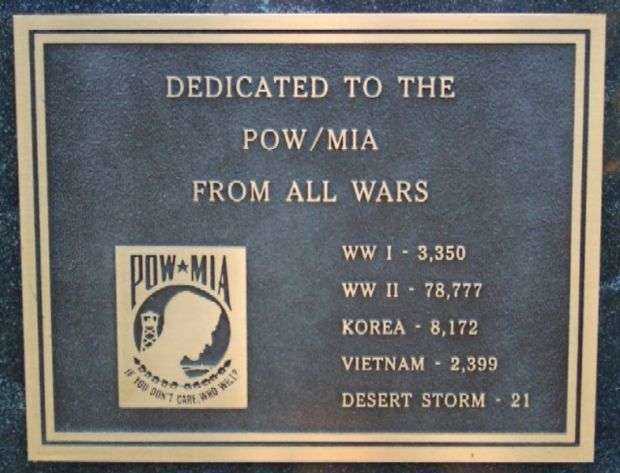 DEDICATED TO THE
POW/MIA
FROM ALL WARS
POW★MIA
IF YOU DON'T CARE, WHO WILL?
WW I - 3,350
WW II - 78,777
KOREA - 8,172
VIETNAM - 2,399
DESERT STORM - 21